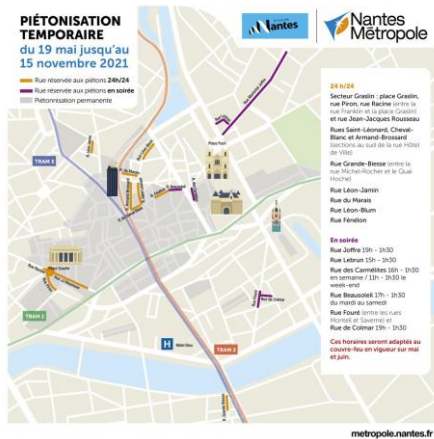 PIÉTONISATION
TEMPORAIRE
du 19 mai jusqu'au
15 novembre 2021
Rue réservée aux piétons 24h/24
Rue réservée aux piétons en soirée
Piétonnisation permanente
Nantes
Nantes
Métropole
24 h/24
Secteur Graslin : place Graslin,
rue Piron, rue Racine (entre la
rue Franklin et la place Graslin)
et rue Jean-Jacques Rousseau
Rues Saint-Léonard, Cheval-
Blanc et Armand-Brossard
(sections au sud de la rue Hôtel
de Ville)
Rue Grande-Biesse (entre la
rue Michel-Rocher et le Quai
Hoche)
Rue Léon-Jamin
Rue du Marais
Rue Léon-Blum
Rue Fénelon
En soirée
Rue Joffre 19h - 1h30
Rue Lebrun 15h - 1h30
Rue des Carmélites 16h - 1h30
en semaine / 11h - 1h30 le
week-end
Rue Beausoleil 17h - 1h30
du mardi au samedi
Rue Fouré (entre les rues
Monteil et Saverne) et
Rue de Colmar 19h - 1h30
Ces horaires seront adaptés au
couvre-feu en vigueur sur mai
et juin.
TRAM 3
Place Foch
TRAM 1
H
Hôtel Dieu
TRAM 2
Rue de Colmar
metropole.nantes.fr